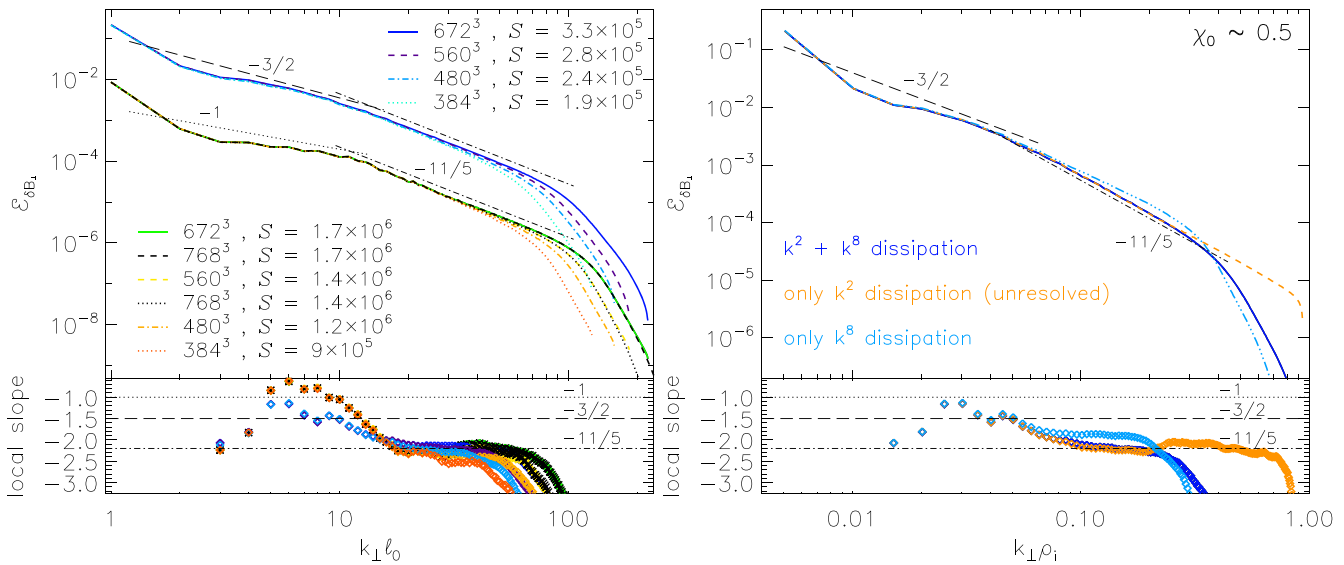 672³ , S = 3.3×10⁵
560³ , S = 2.8×10⁵
480³ , S = 2.4×10⁵
384³ , S = 1.9×10⁵
−3/2
−1
−11/5
10⁻²
10⁻⁴
10⁻⁶
10⁻⁸
ℰδB⊥
672³ , S = 1.7×10⁶
768³ , S = 1.7×10⁶
560³ , S = 1.4×10⁶
768³ , S = 1.4×10⁶
480³ , S = 1.2×10⁶
384³ , S = 9×10⁵
local slope
−1.0
−1.5
−2.0
−2.5
−3.0
−1
−3/2
−11/5
1
10
100
k⊥ℓ₀
χ₀ ~ 0.5
−3/2
−11/5
10⁻¹
10⁻²
10⁻³
10⁻⁴
10⁻⁵
10⁻⁶
ℰδB⊥
k² + k⁸ dissipation
only k² dissipation (unresolved)
only k⁸ dissipation
local slope
−1.0
−1.5
−2.0
−2.5
−3.0
−1
−3/2
−11/5
0.01
0.10
1.00
k⊥ρᵢ